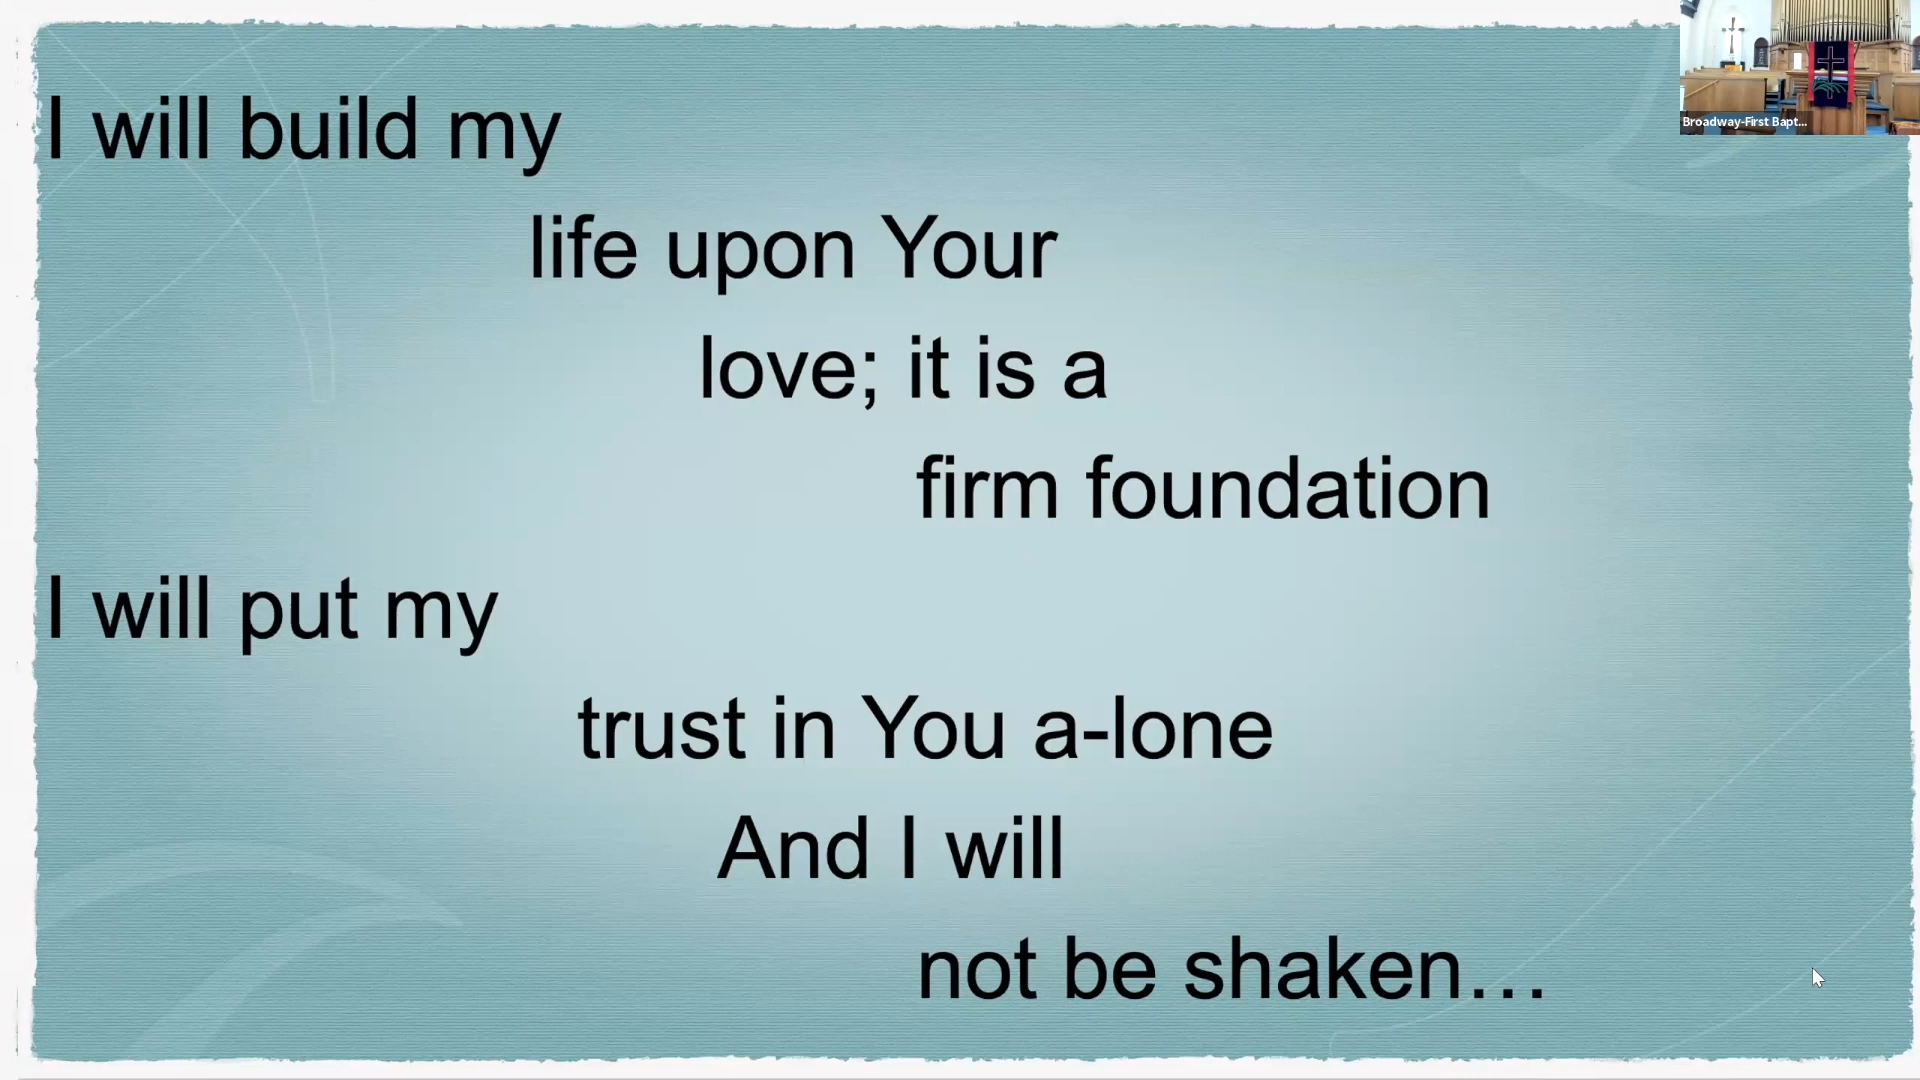 I will build my
life upon Your
love; it is a
firm foundation
I will put my
trust in You a-lone
And I will
not be shaken…
Broadway-First Bapt...